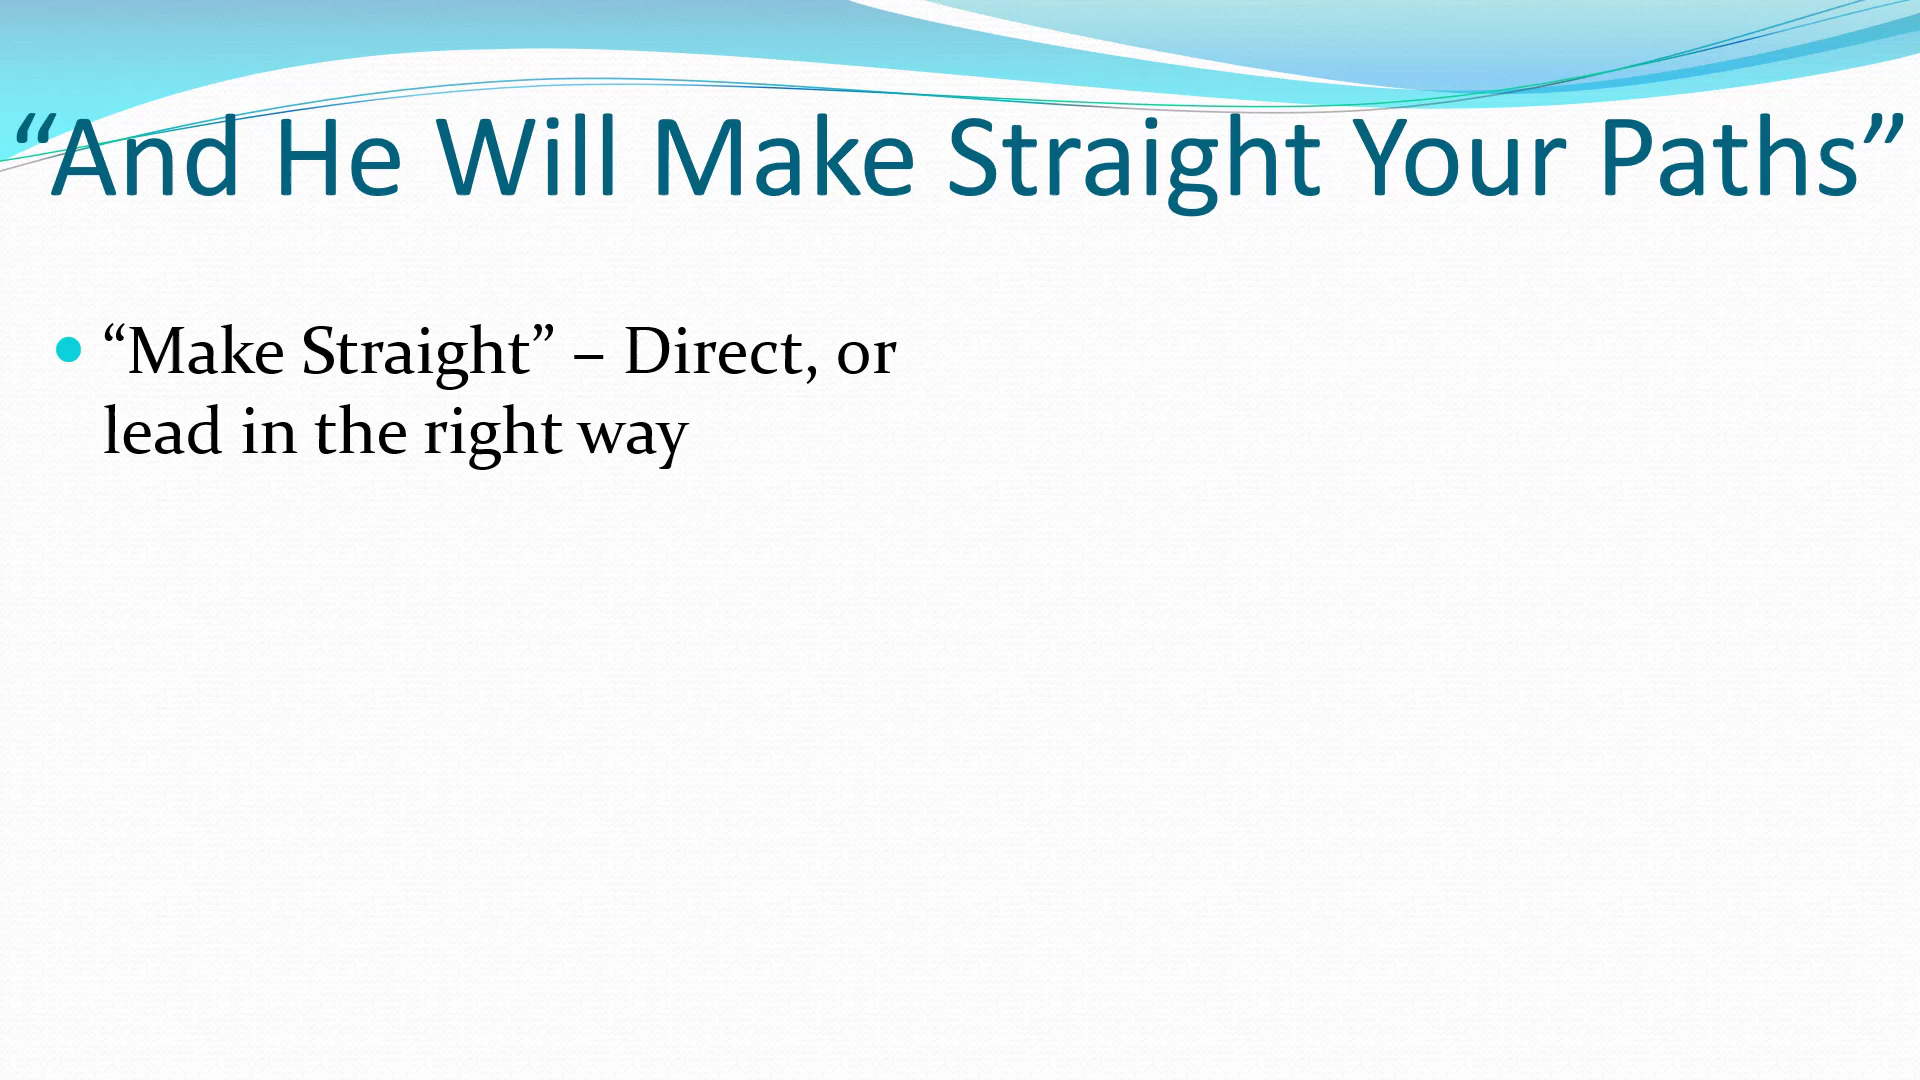 “And He Will Make Straight Your Paths”
• “Make Straight” – Direct, or
lead in the right way